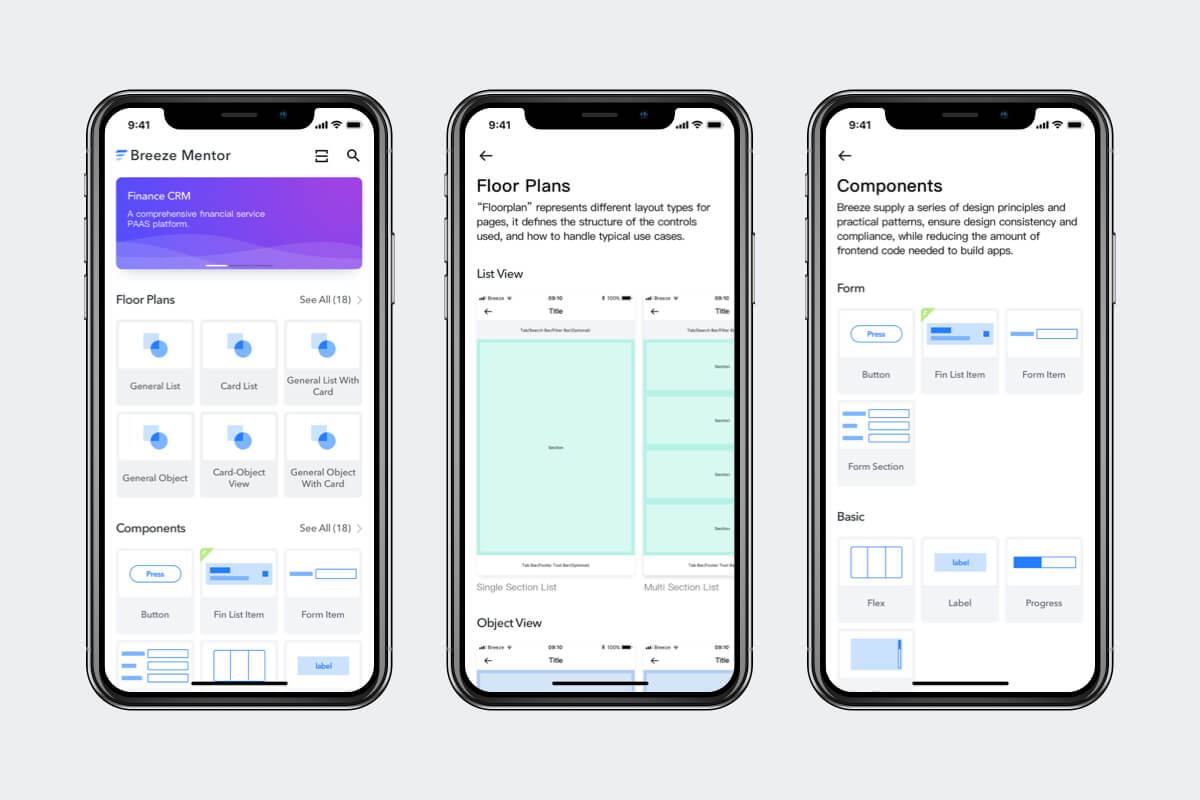 9:41
Breeze Mentor
Finance CRM
A comprehensive financial service
PAAS platform.
Floor Plans
See All (18)
General List
Card List
General List With
Card
General Object
Card-Object
View
General Object
With Card
Components
See All (18)
Press
Button
Fin List Item
Form Item
label
9:41
Floor Plans
“Floorplan” represents different layout types for
pages, it defines the structure of the controls
used, and how to handle typical use cases.
List View
Breeze
09:10
100%
Title
Tab/Search Bar/Filter Bar(Optional)
Section
Tab Bar/Footer Tool Bar(Optional)
Single Section List
Breeze
09:10
Title
Tab/Search Bar/Filter
Section
Section
Section
Section
Tab Bar/Footer Tool Bar
Multi Section List
Object View
Breeze
09:10
100%
Title
Breeze
09:10
Title
9:41
Components
Breeze supply a series of design principles and
practical patterns, ensure design consistency and
compliance, while reducing the amount of
frontend code needed to build apps.
Form
Press
Button
Fin List Item
Form Item
Form Section
Basic
Flex
label
Label
Progress